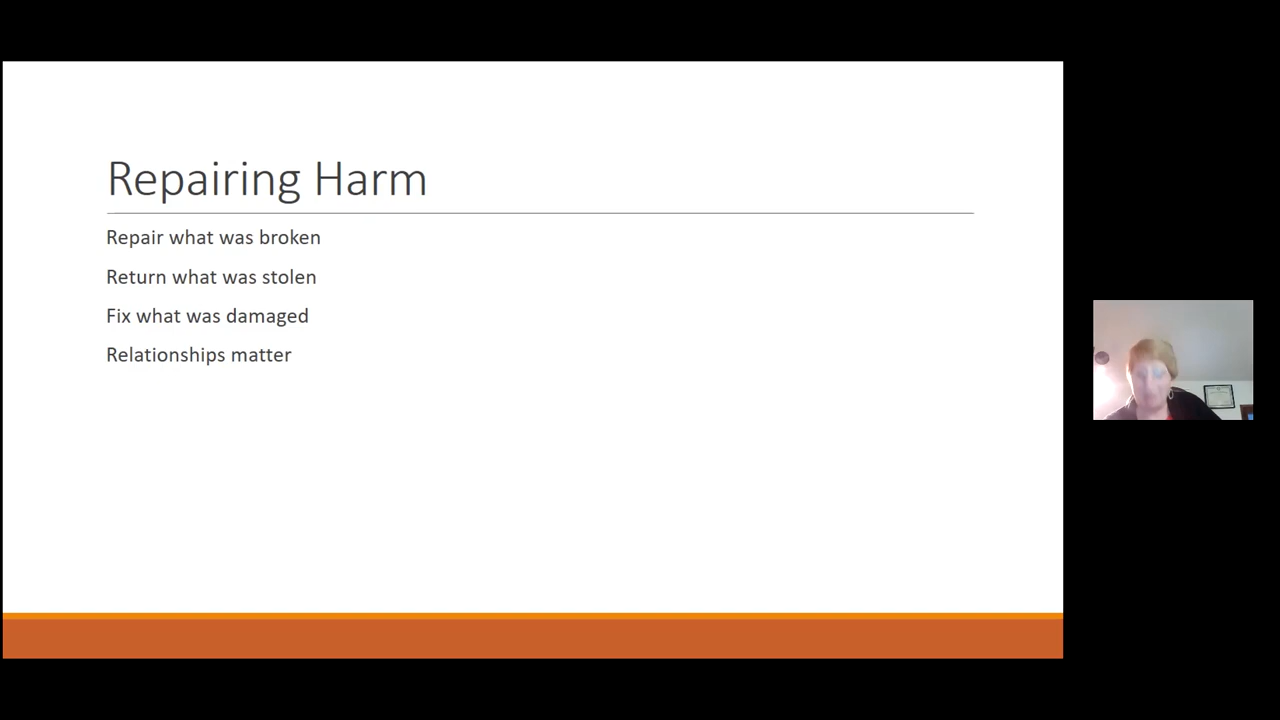 Repairing Harm
Repair what was broken
Return what was stolen
Fix what was damaged
Relationships matter